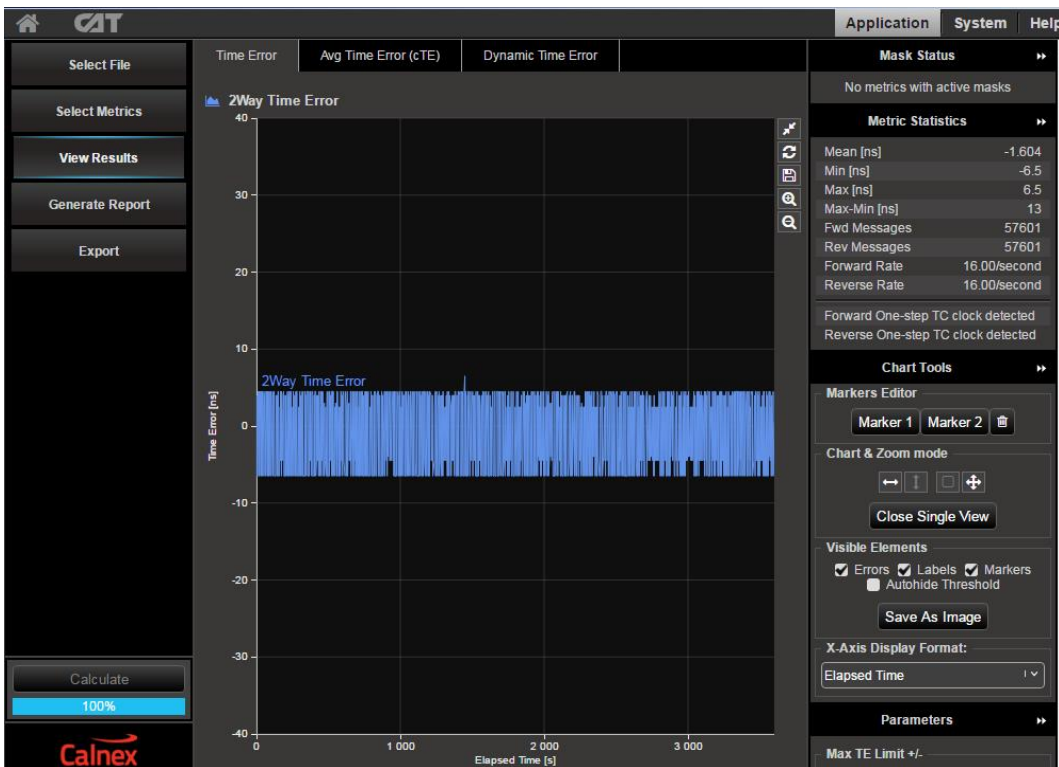 CAT
Application System Help
Select File
Select Metrics
View Results
Generate Report
Export
Calculate
100%
Calnex
Time Error Avg Time Error (cTE) Dynamic Time Error
2Way Time Error
40
30
20
10
0
-10
-20
-30
-40
Time Error [ns]
2Way Time Error
0 1 000 2 000 3 000
Elapsed Time [s]
Mask Status
No metrics with active masks
Metric Statistics
Mean [ns] -1.604
Min [ns] -6.5
Max [ns] 6.5
Max-Min [ns] 13
Fwd Messages 57601
Rev Messages 57601
Forward Rate 16.00/second
Reverse Rate 16.00/second
Forward One-step TC clock detected
Reverse One-step TC clock detected
Chart Tools
Markers Editor
Marker 1 Marker 2
Chart & Zoom mode
Close Single View
Visible Elements
Errors Labels Markers
Autohide Threshold
Save As Image
X-Axis Display Format:
Elapsed Time
Parameters
Max TE Limit +/-